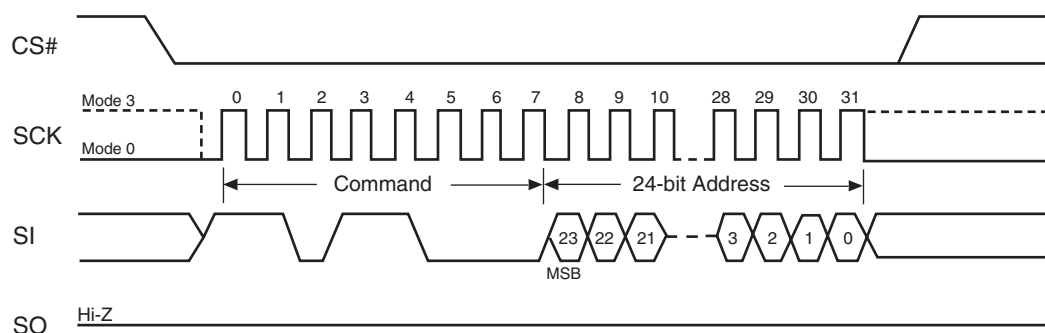 CS#
Mode 3
0 1 2 3 4 5 6 7 8 9 10 28 29 30 31
SCK
Mode 0
Command 24-bit Address
SI
23 22 21 3 2 1 0
MSB
Hi-Z
SO